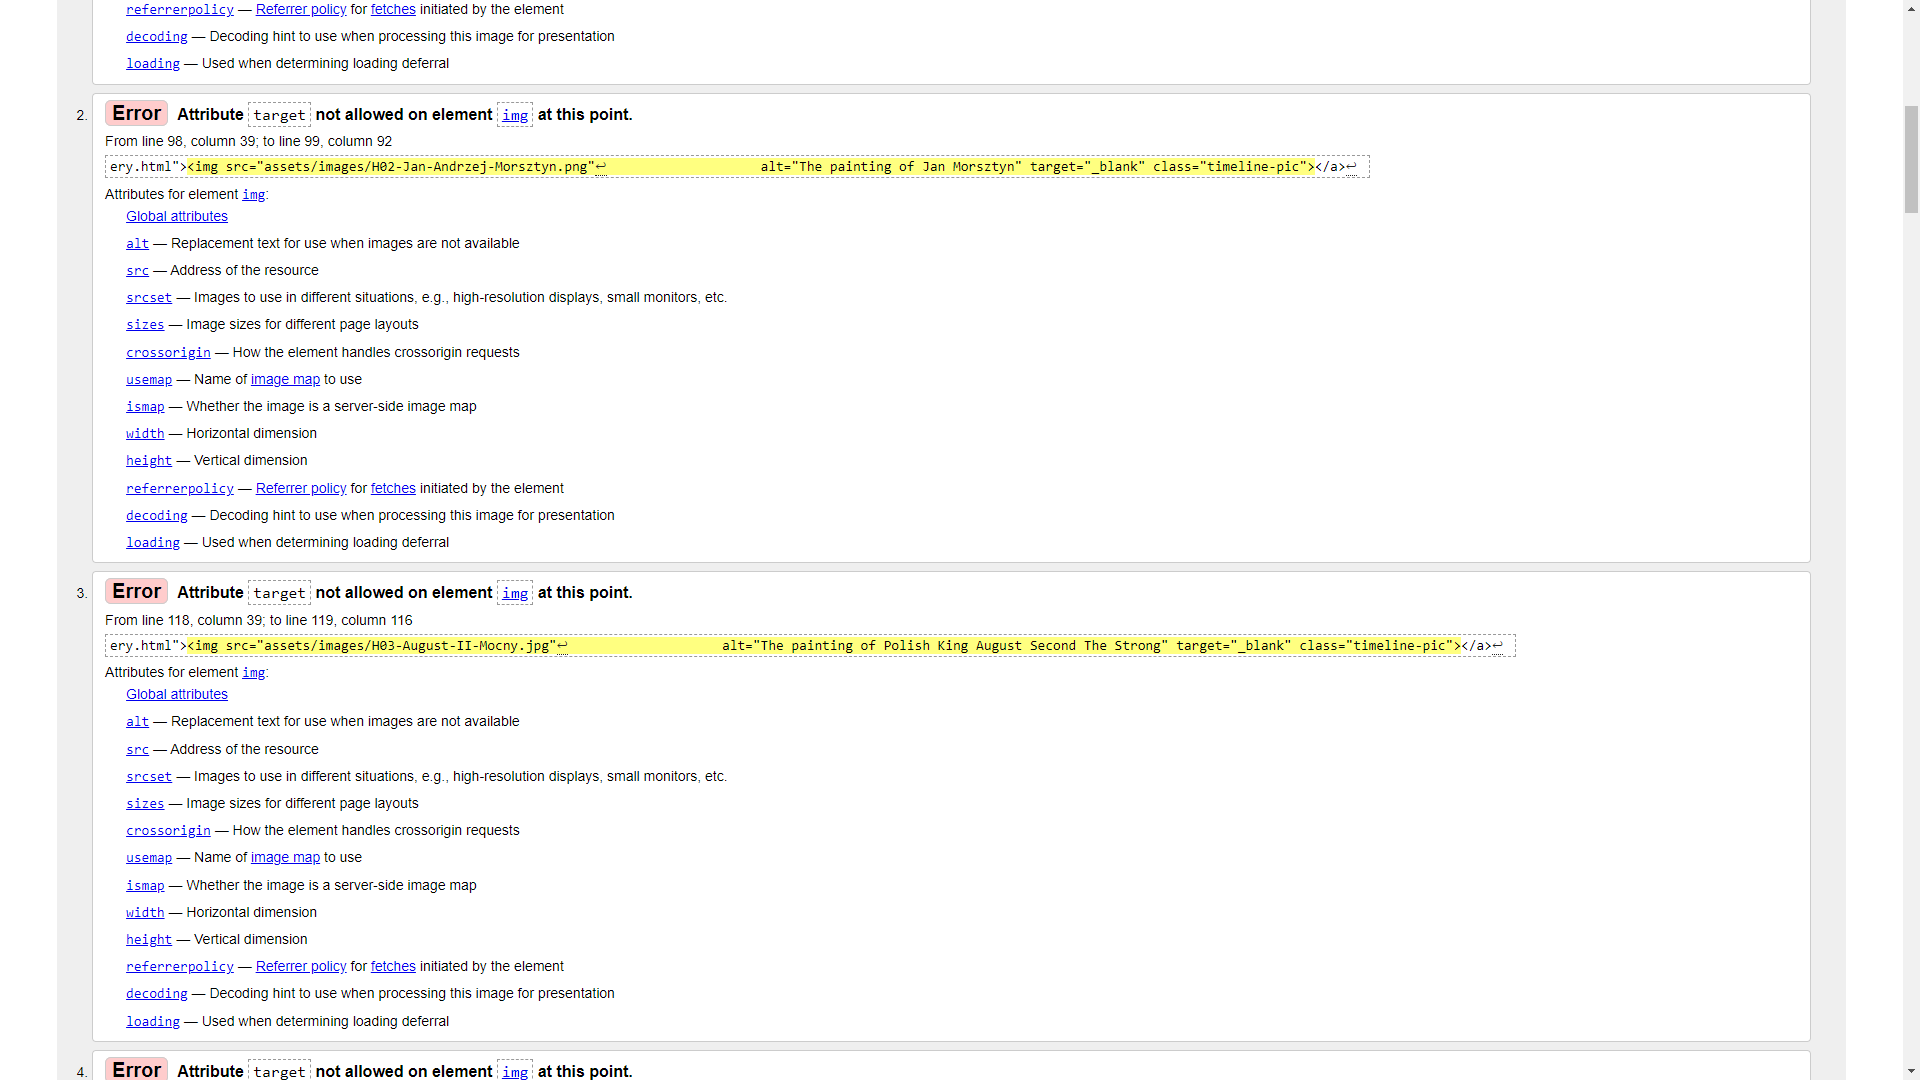 referrerpolicy — Referrer policy for fetches initiated by the element
decoding — Decoding hint to use when processing this image for presentation
loading — Used when determining loading deferral
2. Error Attribute target not allowed on element img at this point.
From line 98, column 39; to line 99, column 92
ery.html"><img src="assets/images/H02-Jan-Andrzej-Morsztyn.png"↩ alt="The painting of Jan Morsztyn" target="_blank" class="timeline-pic"></a>↩
Attributes for element img:
Global attributes
alt — Replacement text for use when images are not available
src — Address of the resource
srcset — Images to use in different situations, e.g., high-resolution displays, small monitors, etc.
sizes — Image sizes for different page layouts
crossorigin — How the element handles crossorigin requests
usemap — Name of image map to use
ismap — Whether the image is a server-side image map
width — Horizontal dimension
height — Vertical dimension
referrerpolicy — Referrer policy for fetches initiated by the element
decoding — Decoding hint to use when processing this image for presentation
loading — Used when determining loading deferral
3. Error Attribute target not allowed on element img at this point.
From line 118, column 39; to line 119, column 116
ery.html"><img src="assets/images/H03-August-II-Mocny.jpg"↩ alt="The painting of Polish King August Second The Strong" target="_blank" class="timeline-pic"></a>↩
Attributes for element img:
Global attributes
alt — Replacement text for use when images are not available
src — Address of the resource
srcset — Images to use in different situations, e.g., high-resolution displays, small monitors, etc.
sizes — Image sizes for different page layouts
crossorigin — How the element handles crossorigin requests
usemap — Name of image map to use
ismap — Whether the image is a server-side image map
width — Horizontal dimension
height — Vertical dimension
referrerpolicy — Referrer policy for fetches initiated by the element
decoding — Decoding hint to use when processing this image for presentation
loading — Used when determining loading deferral
4. Error Attribute target not allowed on element img at this point.